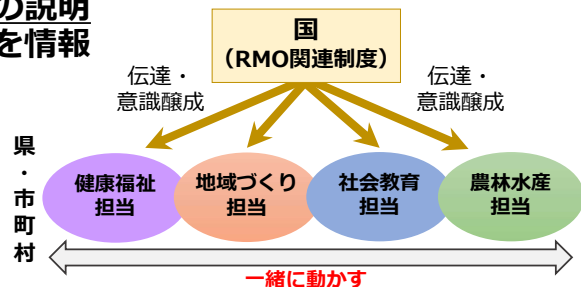 の説明
を情報
国
（RMO関連制度）
伝達・
意識醸成
伝達・
意識醸成
県・市町村
健康福祉
担当
地域づくり
担当
社会教育
担当
農林水産
担当
一緒に動かす